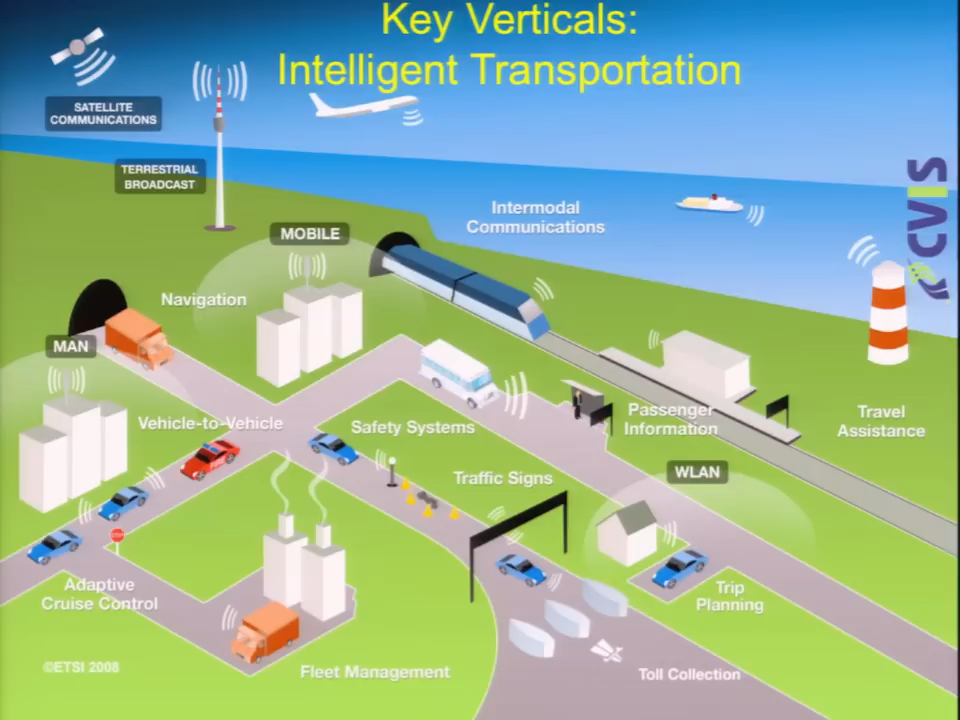 Key Verticals:
Intelligent Transportation
SATELLITE
COMMUNICATIONS
TERRESTRIAL
BROADCAST
CVIS
Intermodal
Communications
MOBILE
Navigation
MAN
Vehicle-to-Vehicle
Safety Systems
Passenger
Information
Travel
Assistance
Traffic Signs
WLAN
STOP
Adaptive
Cruise Control
Trip
Planning
©ETSI 2008
Fleet Management
Toll Collection